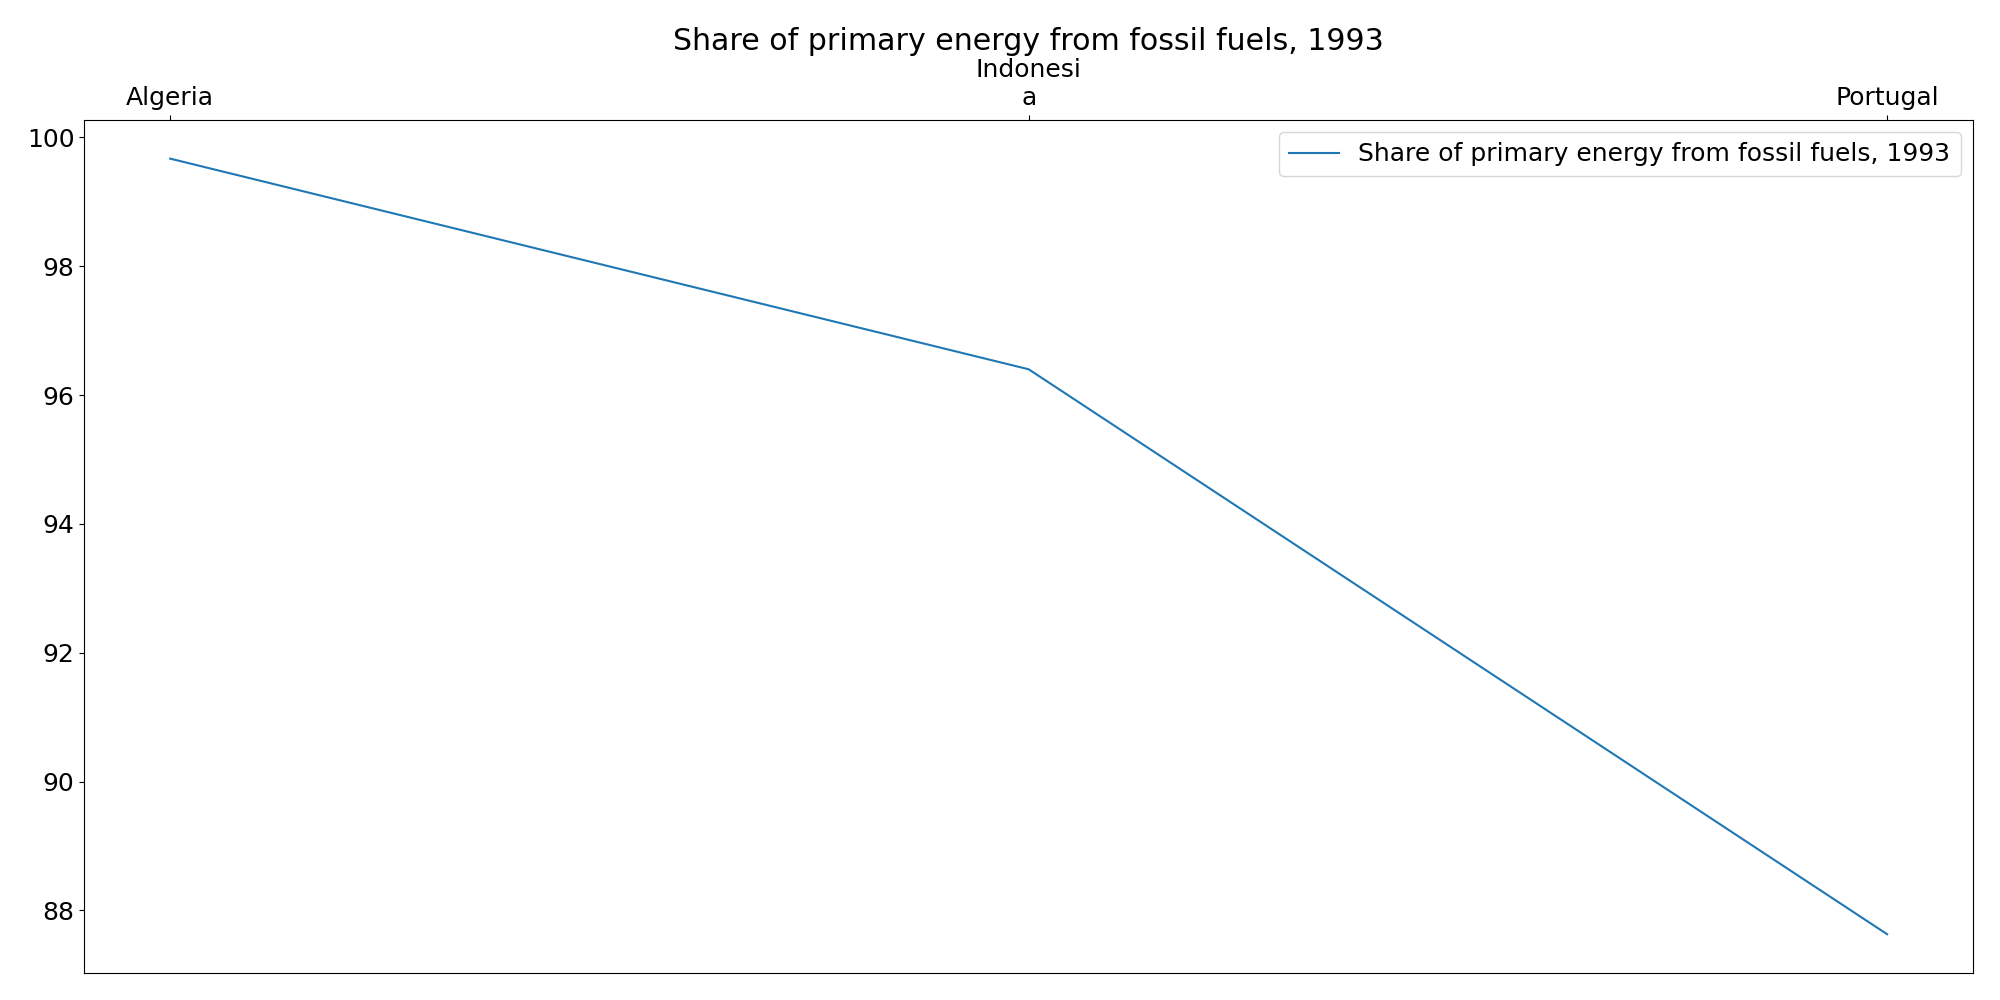 Share of primary energy from fossil fuels, 1993
Indonesi
Algeria a Portugal
100
Share of primary energy from fossil fuels, 1993
98
96
94
92
90
88